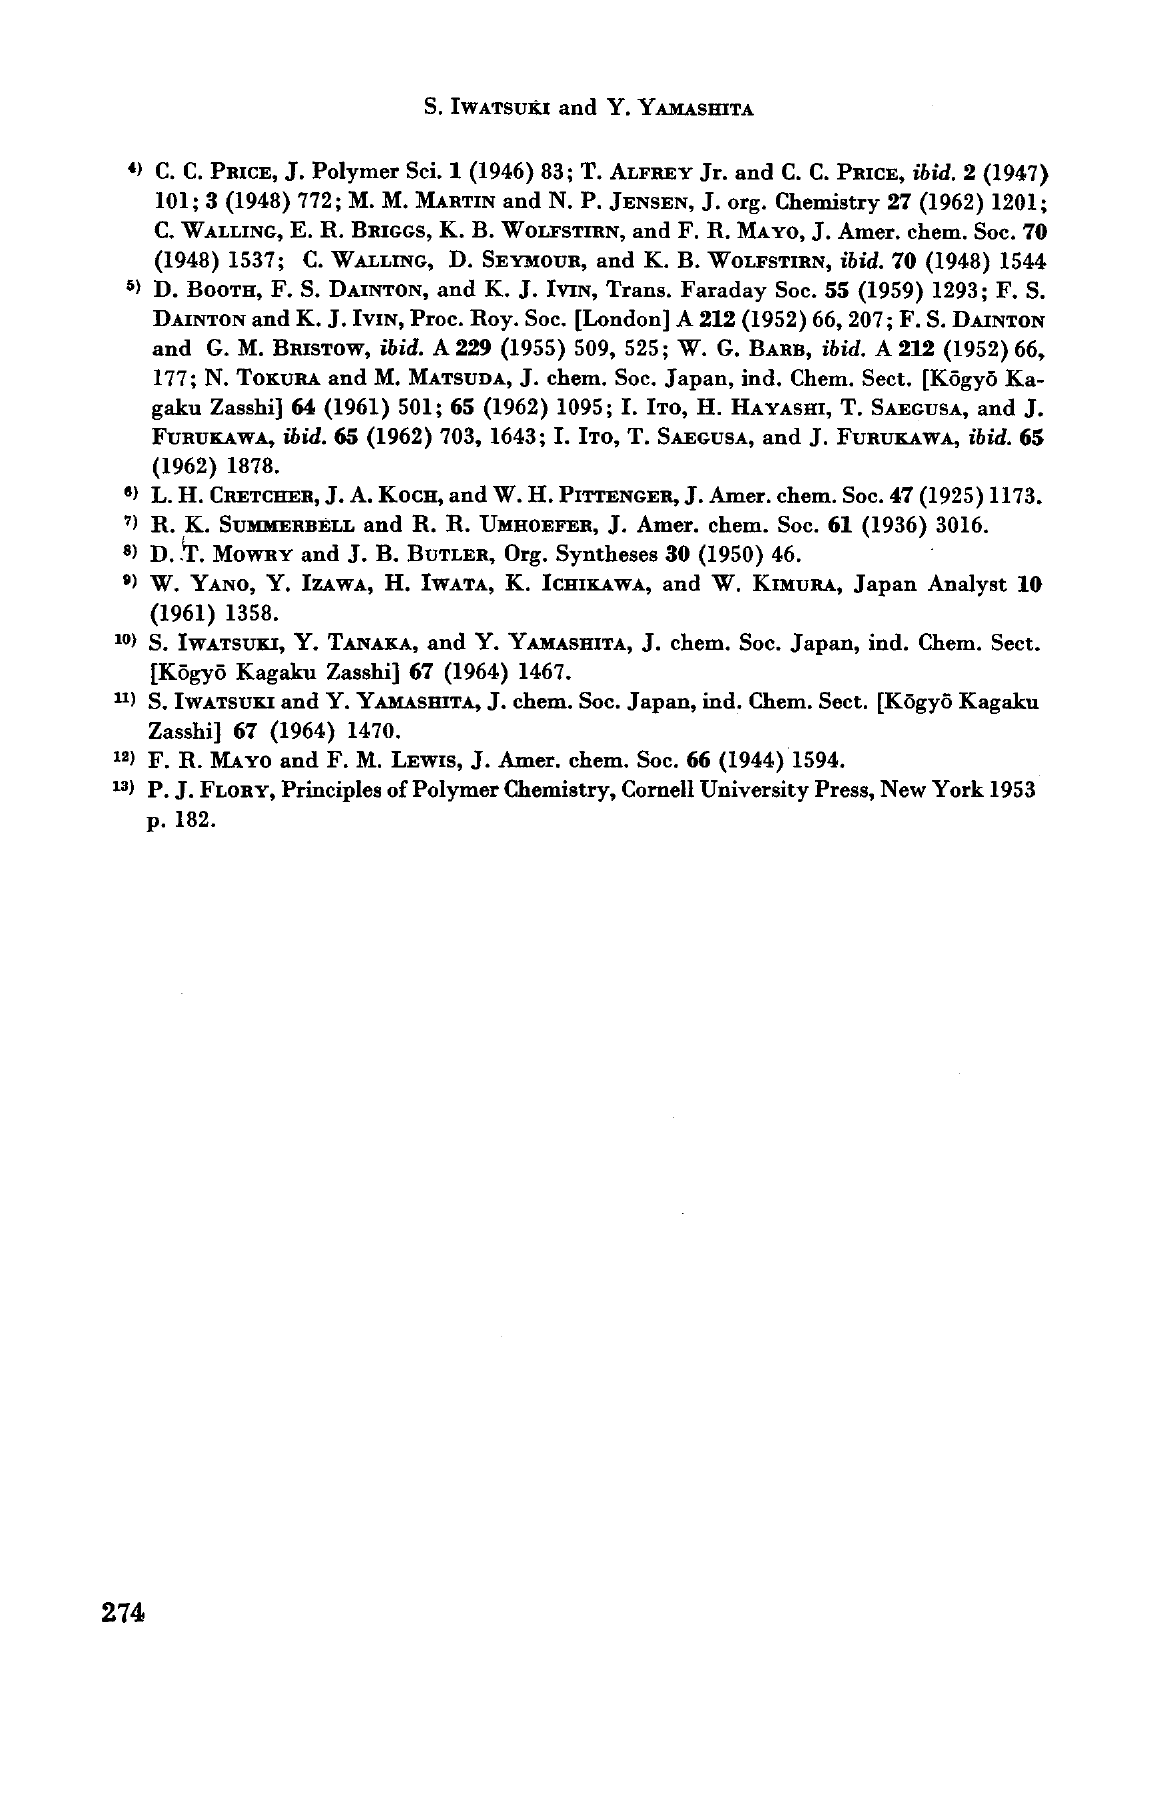 S. IWATSUKI and Y. YAMASHITA
4) C. C. PRICE, J. Polymer Sci. 1 (1946) 83; T. ALFREY Jr. and C. C. PRICE, ibid. 2 (1947)
101; 3 (1948) 772; M. M. MARTIN and N. P. JENSEN, J. org. Chemistry 27 (1962) 1201;
C. WALLING, E. R. BRIGGS, K. B. WOLFSTIRN, and F. R. MAYO, J. Amer. chem. Soc. 70
(1948) 1537; C. WALLING, D. SEYMOUR, and K. B. WOLFSTIRN, ibid. 70 (1948) 1544
5) D. BOOTH, F. S. DAINTON, and K. J. IVIN, Trans. Faraday Soc. 55 (1959) 1293; F. S.
DAINTON and K. J. IVIN, Proc. Roy. Soc. [London] A 212 (1952) 66, 207; F. S. DAINTON
and G. M. BRISTOW, ibid. A 229 (1955) 509, 525; W. G. BARB, ibid. A 212 (1952) 66,
177; N. TOKURA and M. MATSUDA, J. chem. Soc. Japan, ind. Chem. Sect. [Kōgyō Ka-
gaku Zasshi] 64 (1961) 501; 65 (1962) 1095; I. ITO, H. HAYASHI, T. SAEGUSA, and J.
FURUKAWA, ibid. 65 (1962) 703, 1643; I. ITO, T. SAEGUSA, and J. FURUKAWA, ibid. 65
(1962) 1878.
6) L. H. CRETCHER, J. A. KOCH, and W. H. PITTENGER, J. Amer. chem. Soc. 47 (1925) 1173.
7) R. K. SUMMERBELL and R. R. UMHOEFER, J. Amer. chem. Soc. 61 (1936) 3016.
8) D. T. MOWRY and J. B. BUTLER, Org. Syntheses 30 (1950) 46.
9) W. YANO, Y. IZAWA, H. IWATA, K. ICHIKAWA, and W. KIMURA, Japan Analyst 10
(1961) 1358.
10) S. IWATSUKI, Y. TANAKA, and Y. YAMASHITA, J. chem. Soc. Japan, ind. Chem. Sect.
[Kōgyō Kagaku Zasshi] 67 (1964) 1467.
11) S. IWATSUKI and Y. YAMASHITA, J. chem. Soc. Japan, ind. Chem. Sect. [Kōgyō Kagaku
Zasshi] 67 (1964) 1470.
12) F. R. MAYO and F. M. LEWIS, J. Amer. chem. Soc. 66 (1944) 1594.
13) P. J. FLORY, Principles of Polymer Chemistry, Cornell University Press, New York 1953
p. 182.
274